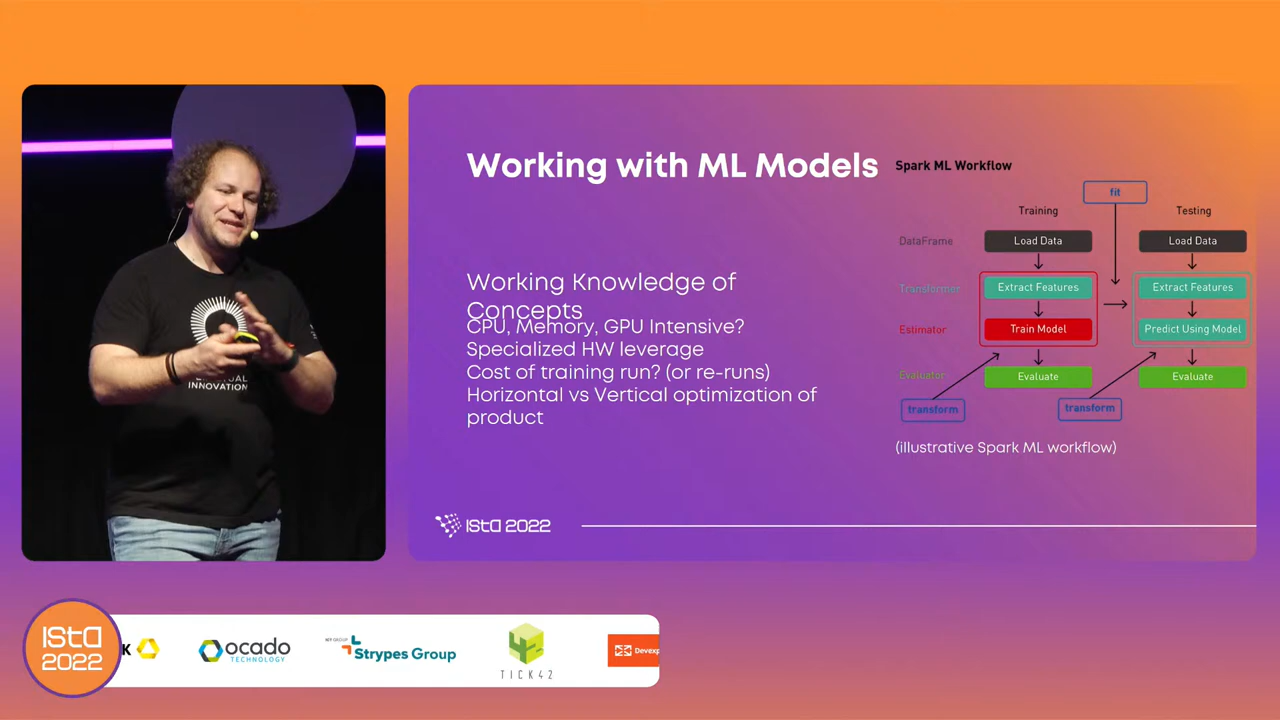 Working with ML Models
Working Knowledge of
Concepts
CPU, Memory, GPU Intensive?
Specialized HW leverage
Cost of training run? (or re-runs)
Horizontal vs Vertical optimization of
product
Spark ML Workflow
fit
Training
Testing
DataFrame
Load Data
Load Data
Transformer
Extract Features
Extract Features
Estimator
Train Model
Predict Using Model
Evaluator
Evaluate
Evaluate
transform
transform
(illustrative Spark ML workflow)
ISTA 2022
INNOVATION
ISTA
2022
K
ocado
TECHNOLOGY
Strypes Group
TICK42
Devexp